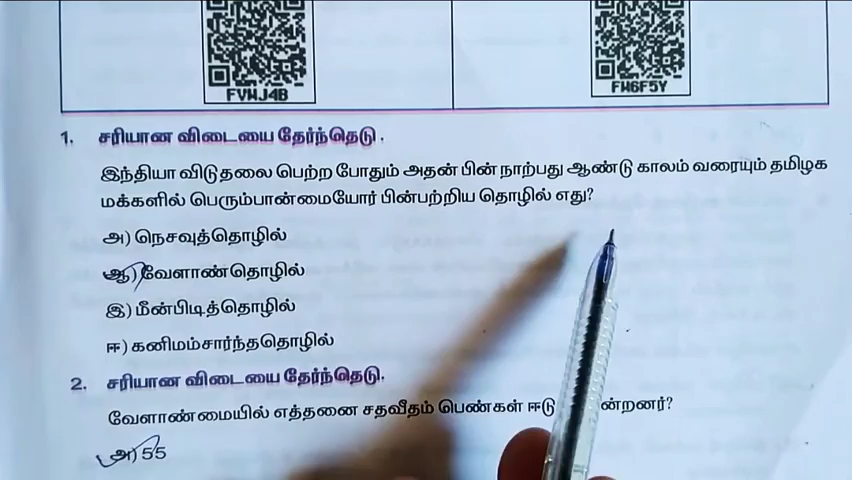 FVWJ4B FW6F5Y
1. சரியான விடையை தேர்ந்தெடு.
இந்தியா விடுதலை பெற்ற போதும் அதன் பின் நாற்பது ஆண்டு காலம் வரையும் தமிழக
மக்களில் பெரும்பான்மையோர் பின்பற்றிய தொழில் எது?
அ) நெசவுத்தொழில்
ஆ) வேளாண்தொழில்
இ) மீன்பிடித்தொழில்
ஈ) கனிமம்சார்ந்ததொழில்
2. சரியான விடையை தேர்ந்தெடு.
வேளாண்மையில் எத்தனை சதவீதம் பெண்கள்
அ) 55